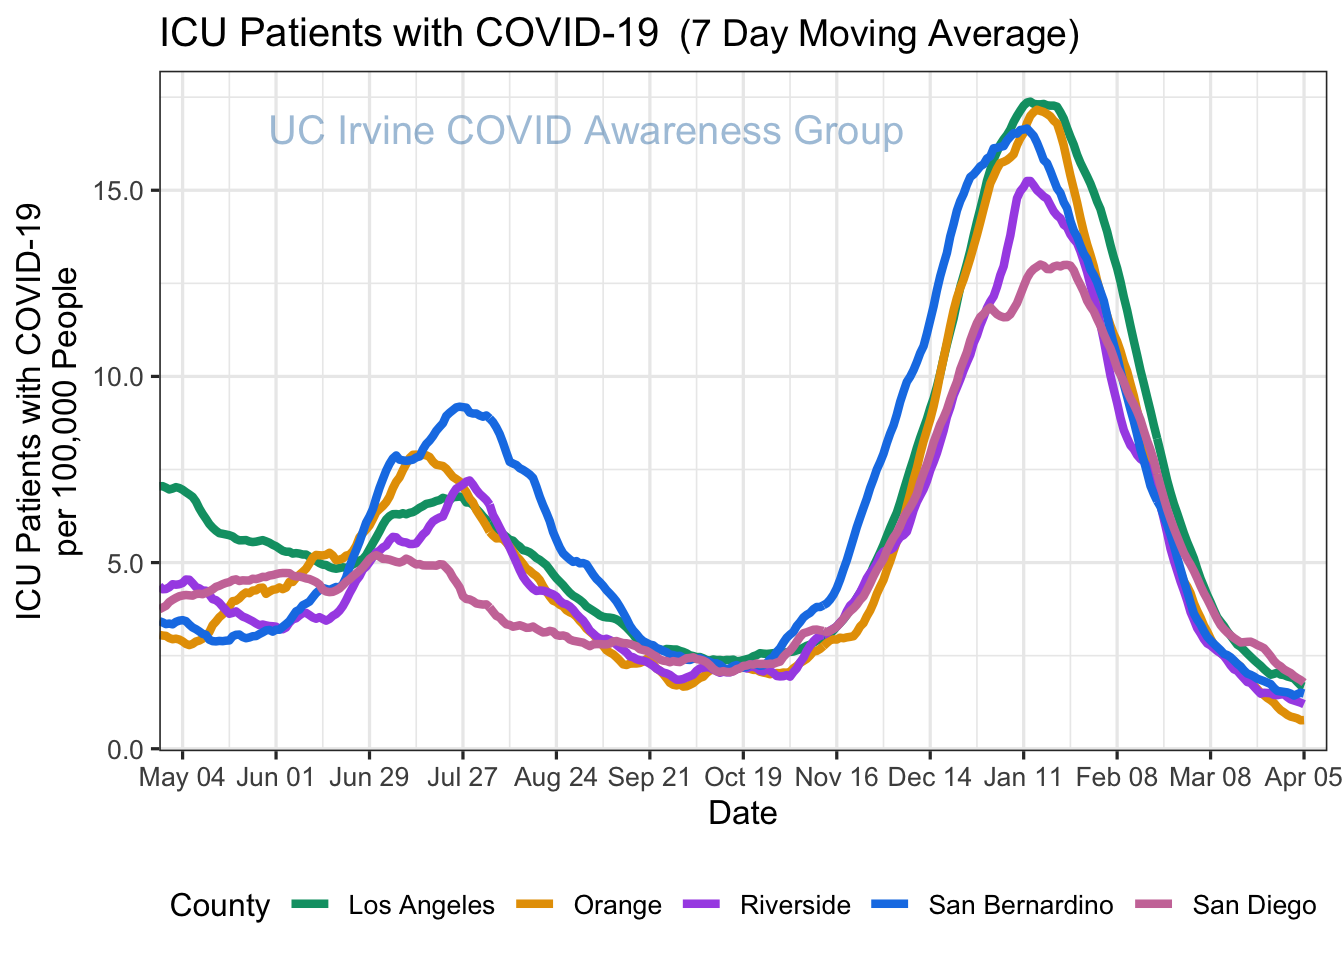 ICU Patients with COVID-19 (7 Day Moving Average)
UC Irvine COVID Awareness Group
ICU Patients with COVID-19
per 100,000 People
15.0
10.0
5.0
0.0
May 04 Jun 01 Jun 29 Jul 27 Aug 24 Sep 21 Oct 19 Nov 16 Dec 14 Jan 11 Feb 08 Mar 08 Apr 05
Date
County Los Angeles Orange Riverside San Bernardino San Diego